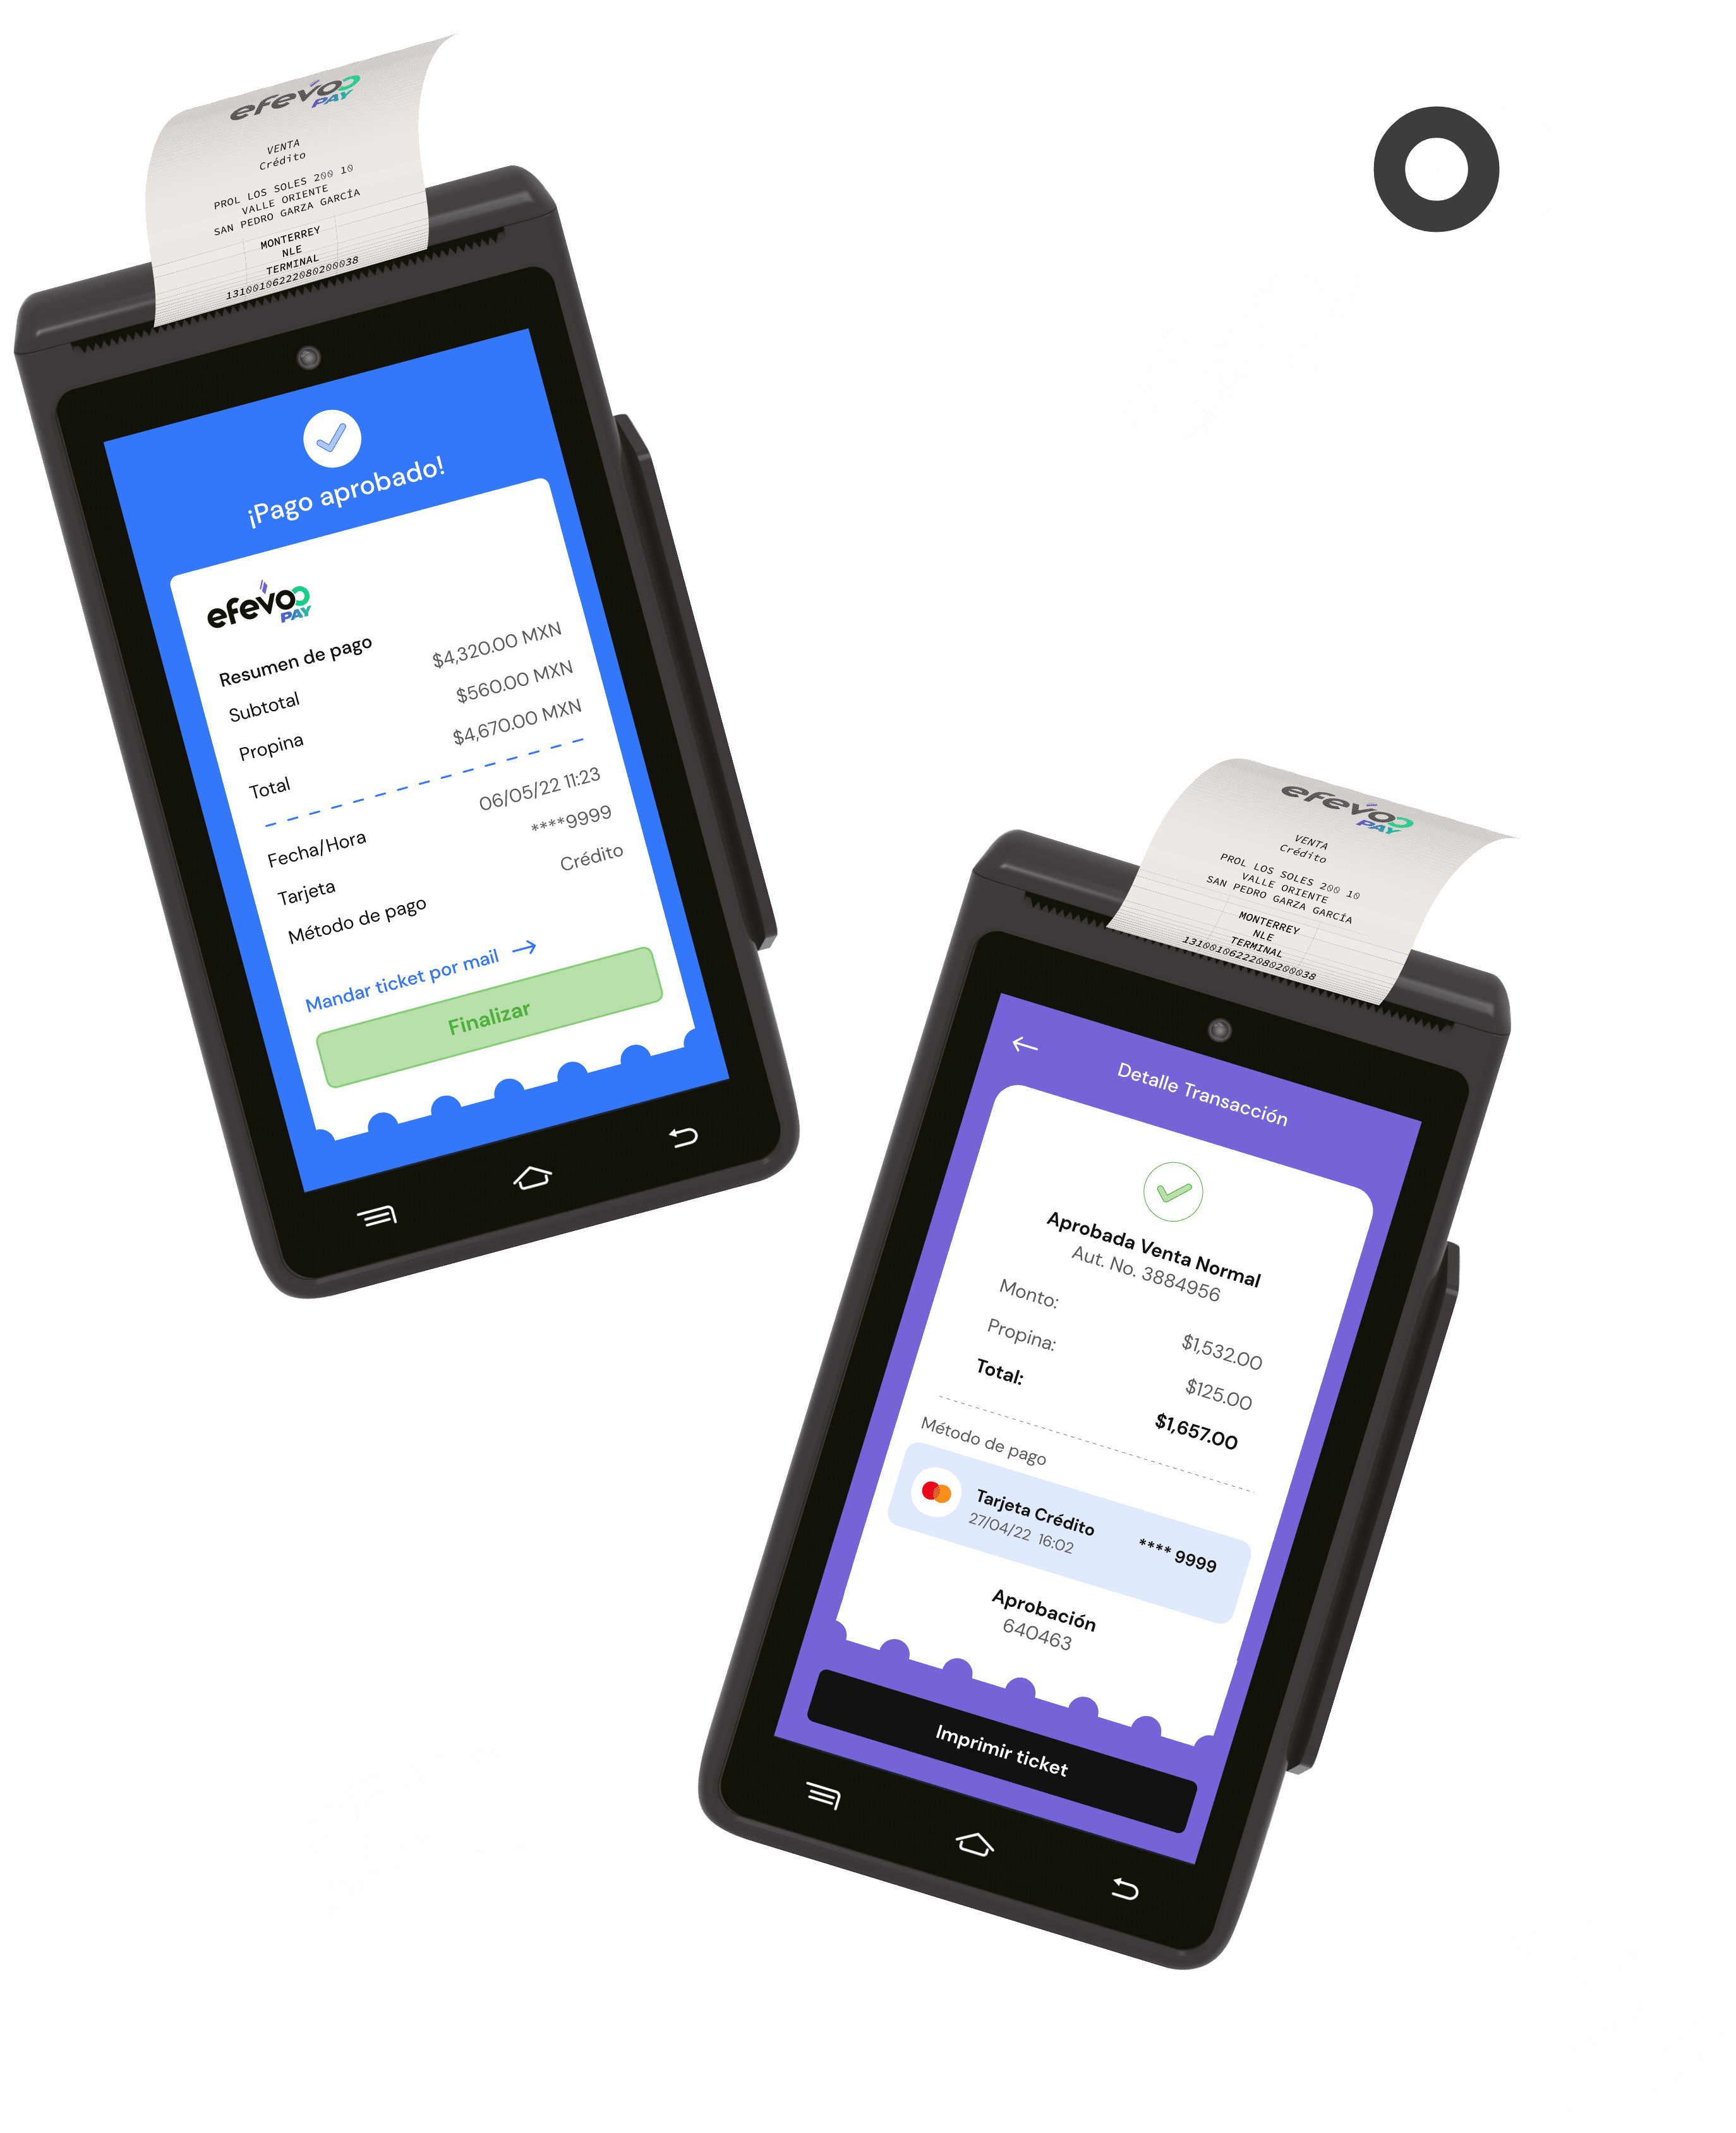 efevoo
PAY
VENTA
Crédito
PROL LOS SOLES 200 10
VALLE ORIENTE
SAN PEDRO GARZA GARCÍA
MONTERREY
NLE
TERMINAL
1310010622208020​0038
¡Pago aprobado!
efevoo
PAY
Resumen de pago
Subtotal $4,320.00 MXN
Propina $560.00 MXN
Total $4,670.00 MXN
Fecha/Hora 06/05/22 11:23
Tarjeta ****9999
Método de pago Crédito
Mandar ticket por mail →
Finalizar
efevoo
PAY
VENTA
Crédito
PROL LOS SOLES 200 10
VALLE ORIENTE
SAN PEDRO GARZA GARCÍA
MONTERREY
NLE
TERMINAL
13100106222080200038
Detalle Transacción
Aprobada Venta Normal
Aut. No. 3884956
Monto: $1,532.00
Propina: $125.00
Total: $1,657.00
Método de pago
Tarjeta Crédito
27/04/22 16:02
**** 9999
Aprobación
640463
Imprimir ticket